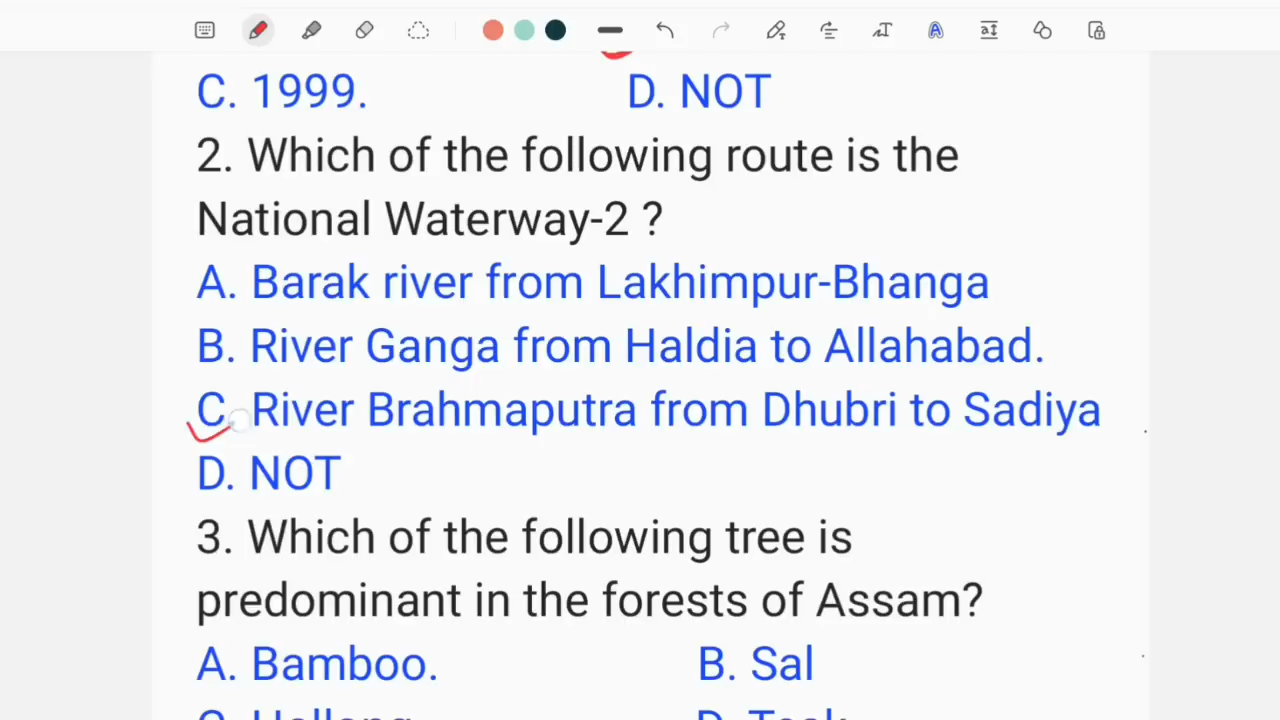 C. 1999. D. NOT
2. Which of the following route is the
National Waterway-2 ?
A. Barak river from Lakhimpur-Bhanga
B. River Ganga from Haldia to Allahabad.
C. River Brahmaputra from Dhubri to Sadiya
D. NOT
3. Which of the following tree is
predominant in the forests of Assam?
A. Bamboo. B. Sal